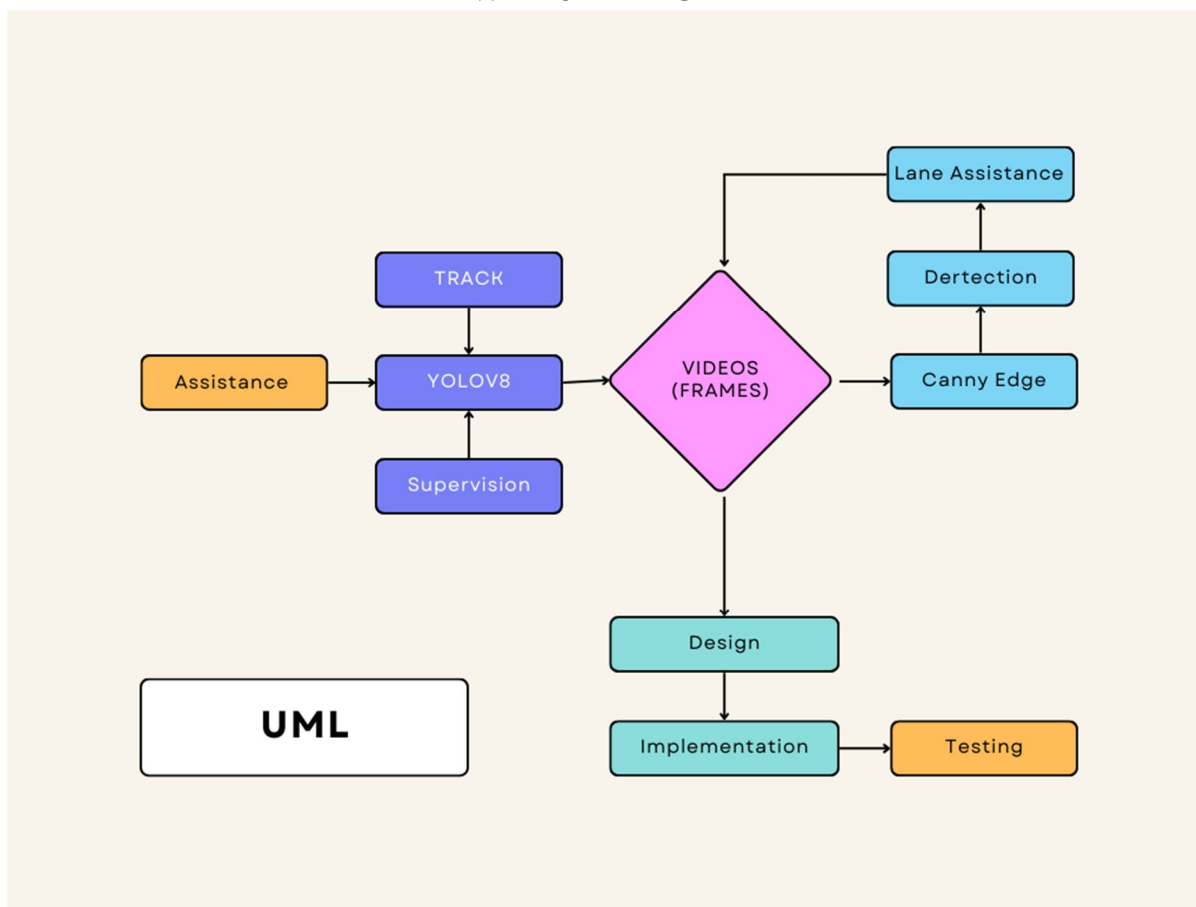 Lane Assistance
TRACK
Dertection
VIDEOS
(FRAMES)
Assistance
YOLOV8
Canny Edge
Supervision
Design
UML
Implementation
Testing